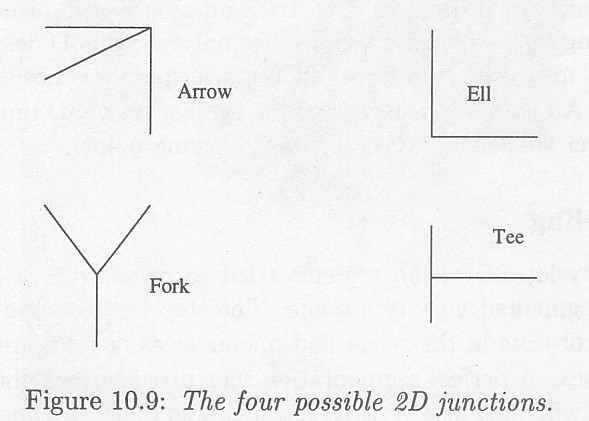 Arrow
Ell
Fork
Tee
Figure 10.9: The four possible 2D junctions.